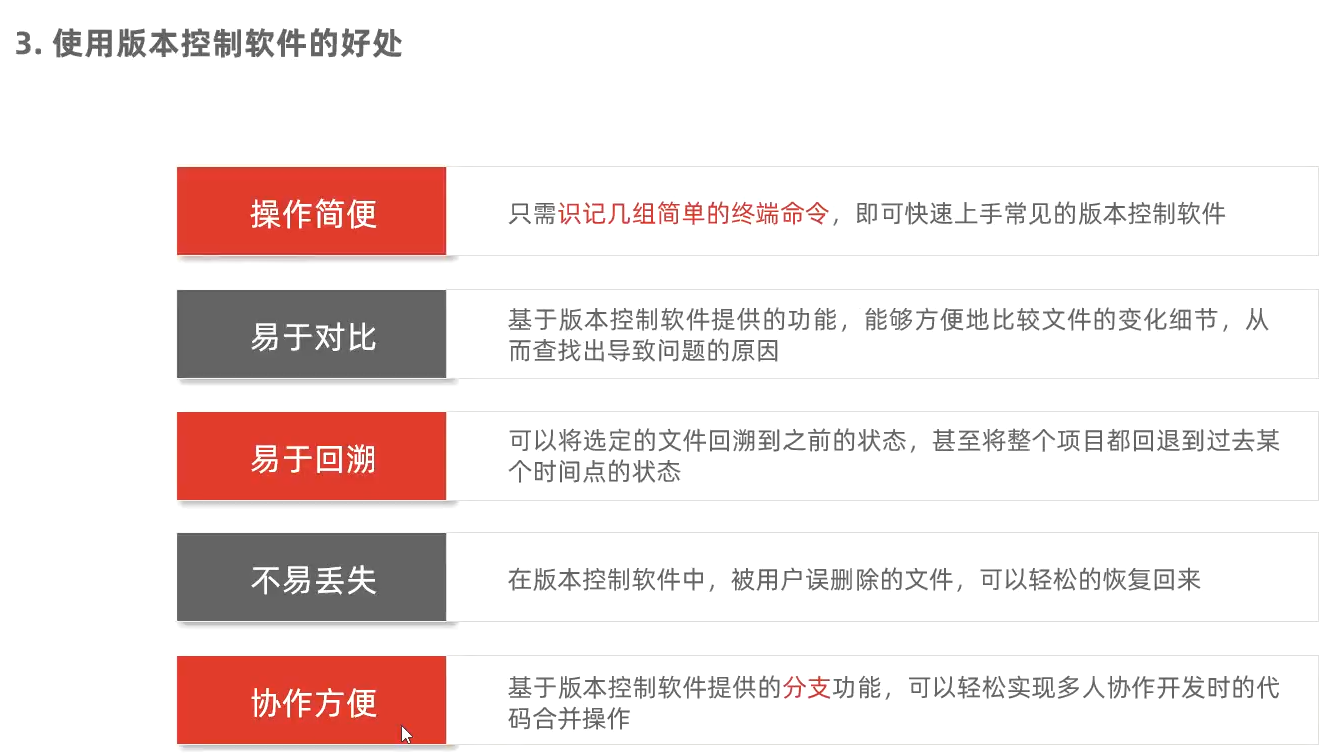 3. 使用版本控制软件的好处
操作简便
只需识记几组简单的终端命令，即可快速上手常见的版本控制软件
易于对比
基于版本控制软件提供的功能，能够方便地比较文件的变化细节，从
而查找出导致问题的原因
易于回溯
可以将选定的文件回溯到之前的状态，甚至将整个项目都回退到过去某
个时间点的状态
不易丢失
在版本控制软件中，被用户误删除的文件，可以轻松的恢复回来
协作方便
基于版本控制软件提供的分支功能，可以轻松实现多人协作开发时的代
码合并操作